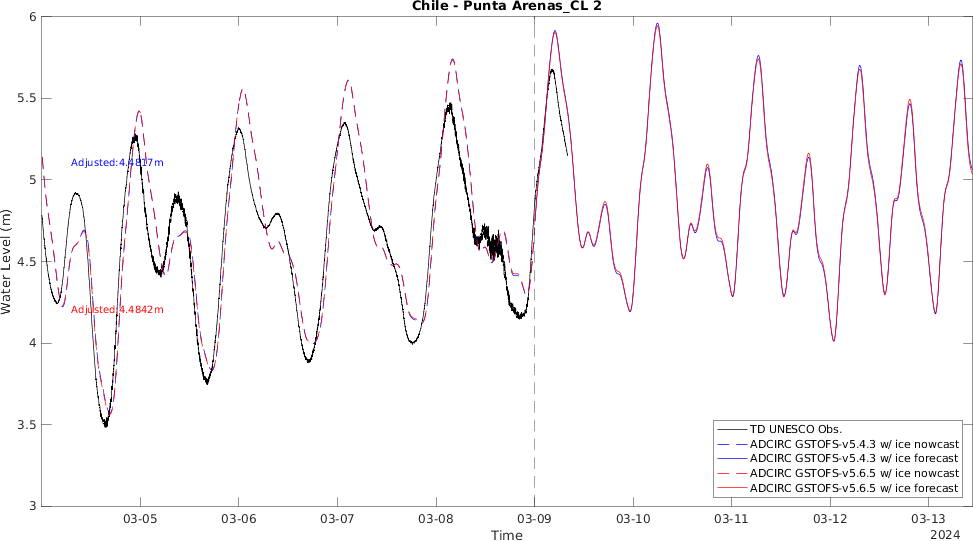 Chile - Punta Arenas_CL 2
6
5.5
5
4.5
4
3.5
3
Water Level (m)
Adjusted:4.4817m
Adjusted:4.4842m
TD UNESCO Obs.
ADCIRC GSTOFS-v5.4.3 w/ ice nowcast
ADCIRC GSTOFS-v5.4.3 w/ ice forecast
ADCIRC GSTOFS-v5.6.5 w/ ice nowcast
ADCIRC GSTOFS-v5.6.5 w/ ice forecast
03-05 03-06 03-07 03-08 03-09 03-10 03-11 03-12 03-13
Time
2024